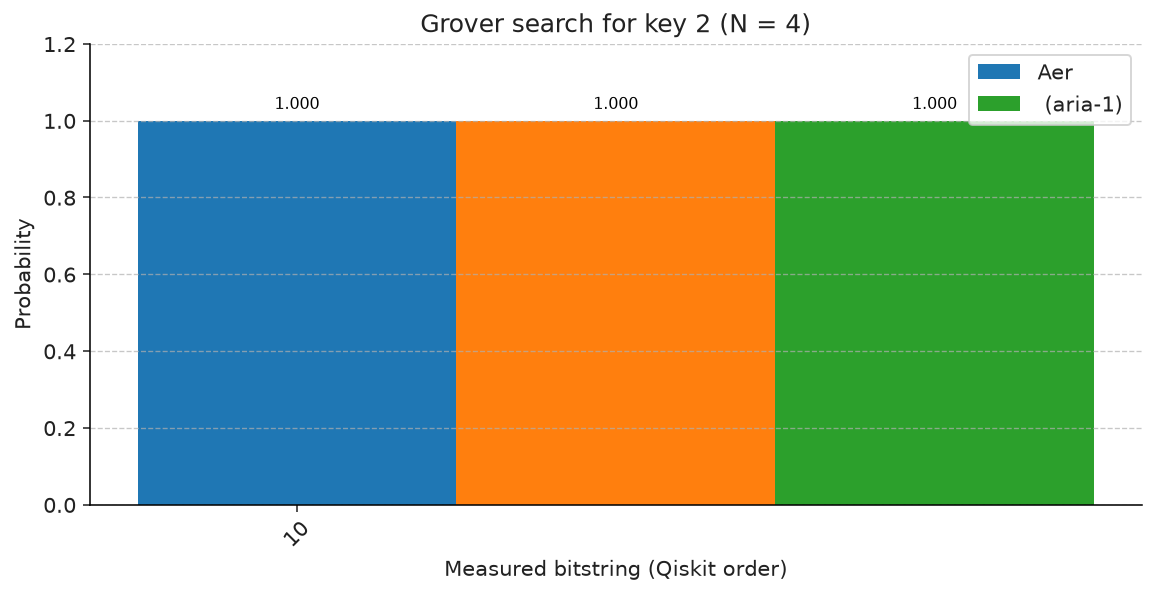 Grover search for key 2 (N = 4)
1.2
1.0
0.8
0.6
0.4
0.2
0.0
Probability
1.000
1.000
1.000
Aer
(aria-1)
10
Measured bitstring (Qiskit order)